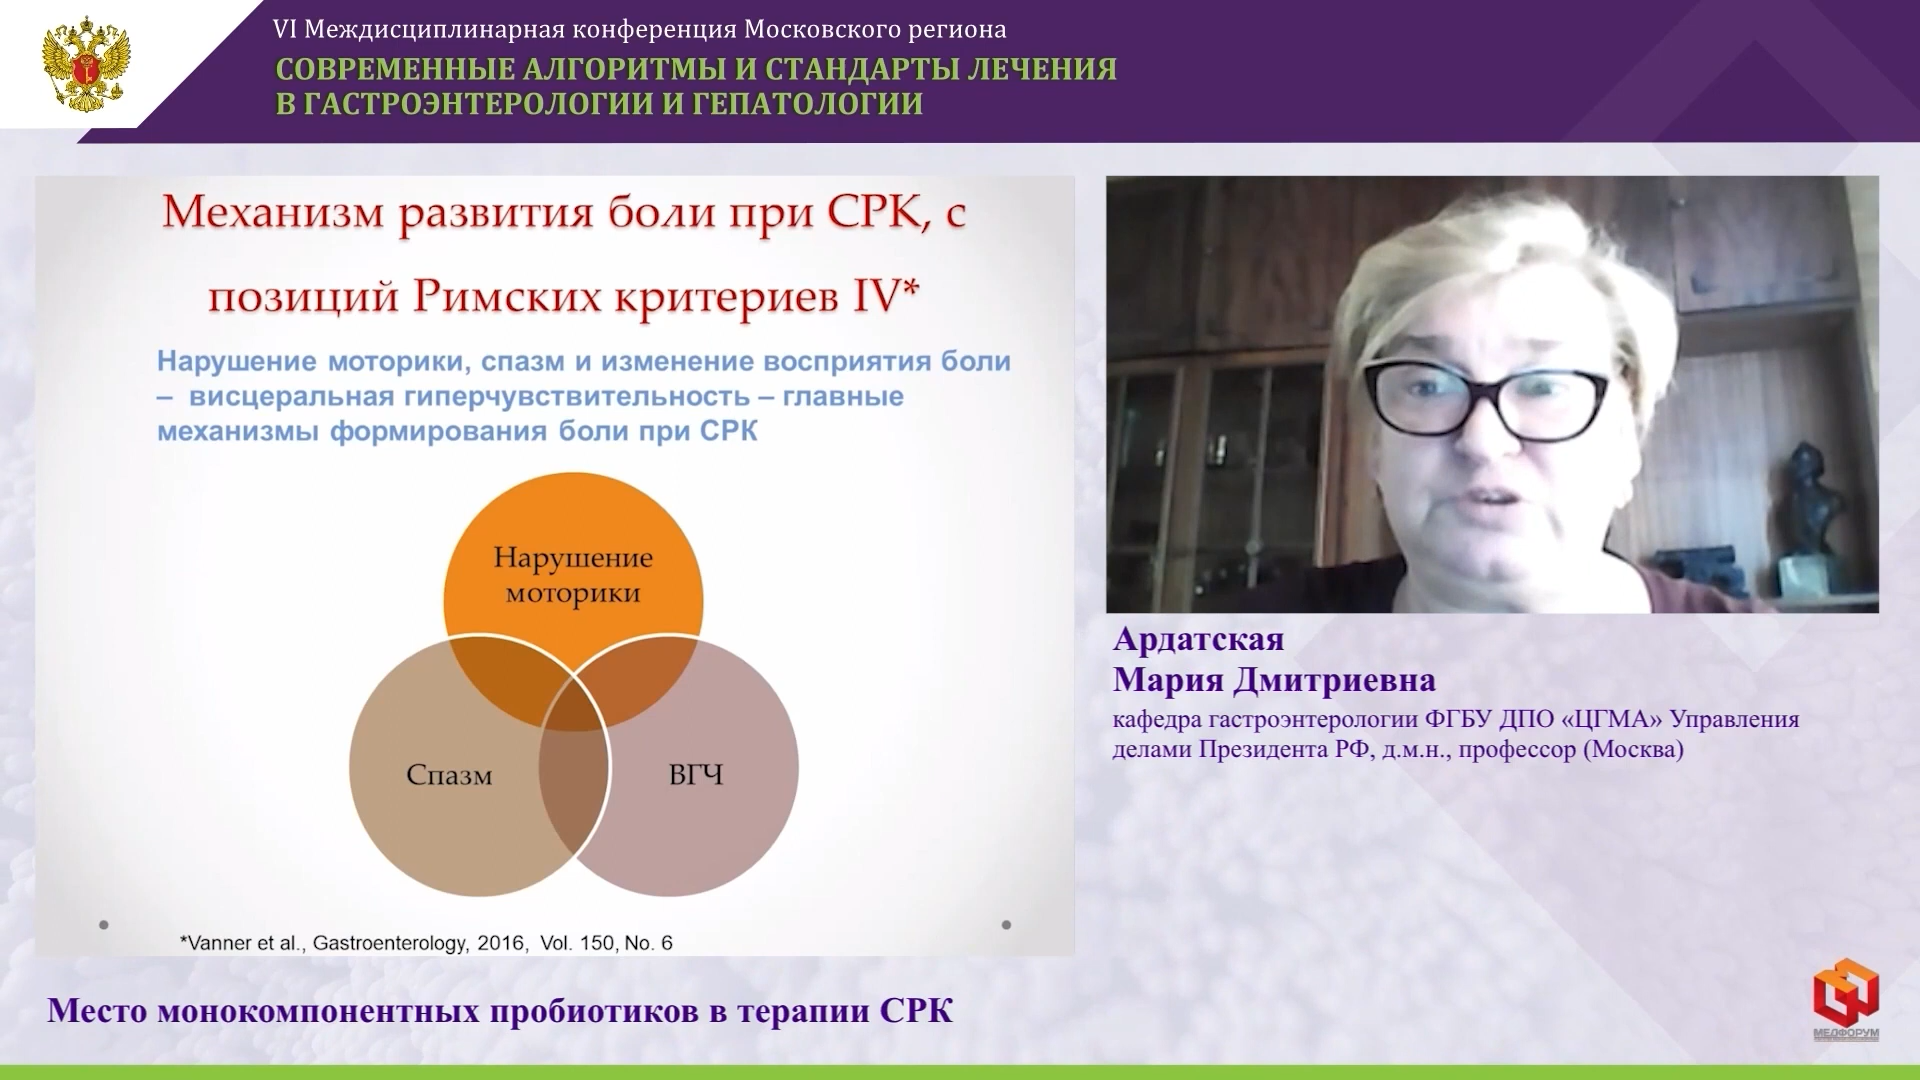 VI Междисциплинарная конференция Московского региона
СОВРЕМЕННЫЕ АЛГОРИТМЫ И СТАНДАРТЫ ЛЕЧЕНИЯ
В ГАСТРОЭНТЕРОЛОГИИ И ГЕПАТОЛОГИИ
Механизм развития боли при СРК, с
позиций Римских критериев IV*
Нарушение моторики, спазм и изменение восприятия боли
– висцеральная гиперчувствительность – главные
механизмы формирования боли при СРК
Нарушение
моторики
Спазм
ВГЧ
*Vanner et al., Gastroenterology, 2016, Vol. 150, No. 6
Ардатская
Мария Дмитриевна
кафедра гастроэнтерологии ФГБУ ДПО «ЦГМА» Управления
делами Президента РФ, д.м.н., профессор (Москва)
Место монокомпонентных пробиотиков в терапии СРК
МЕДФОРУМ